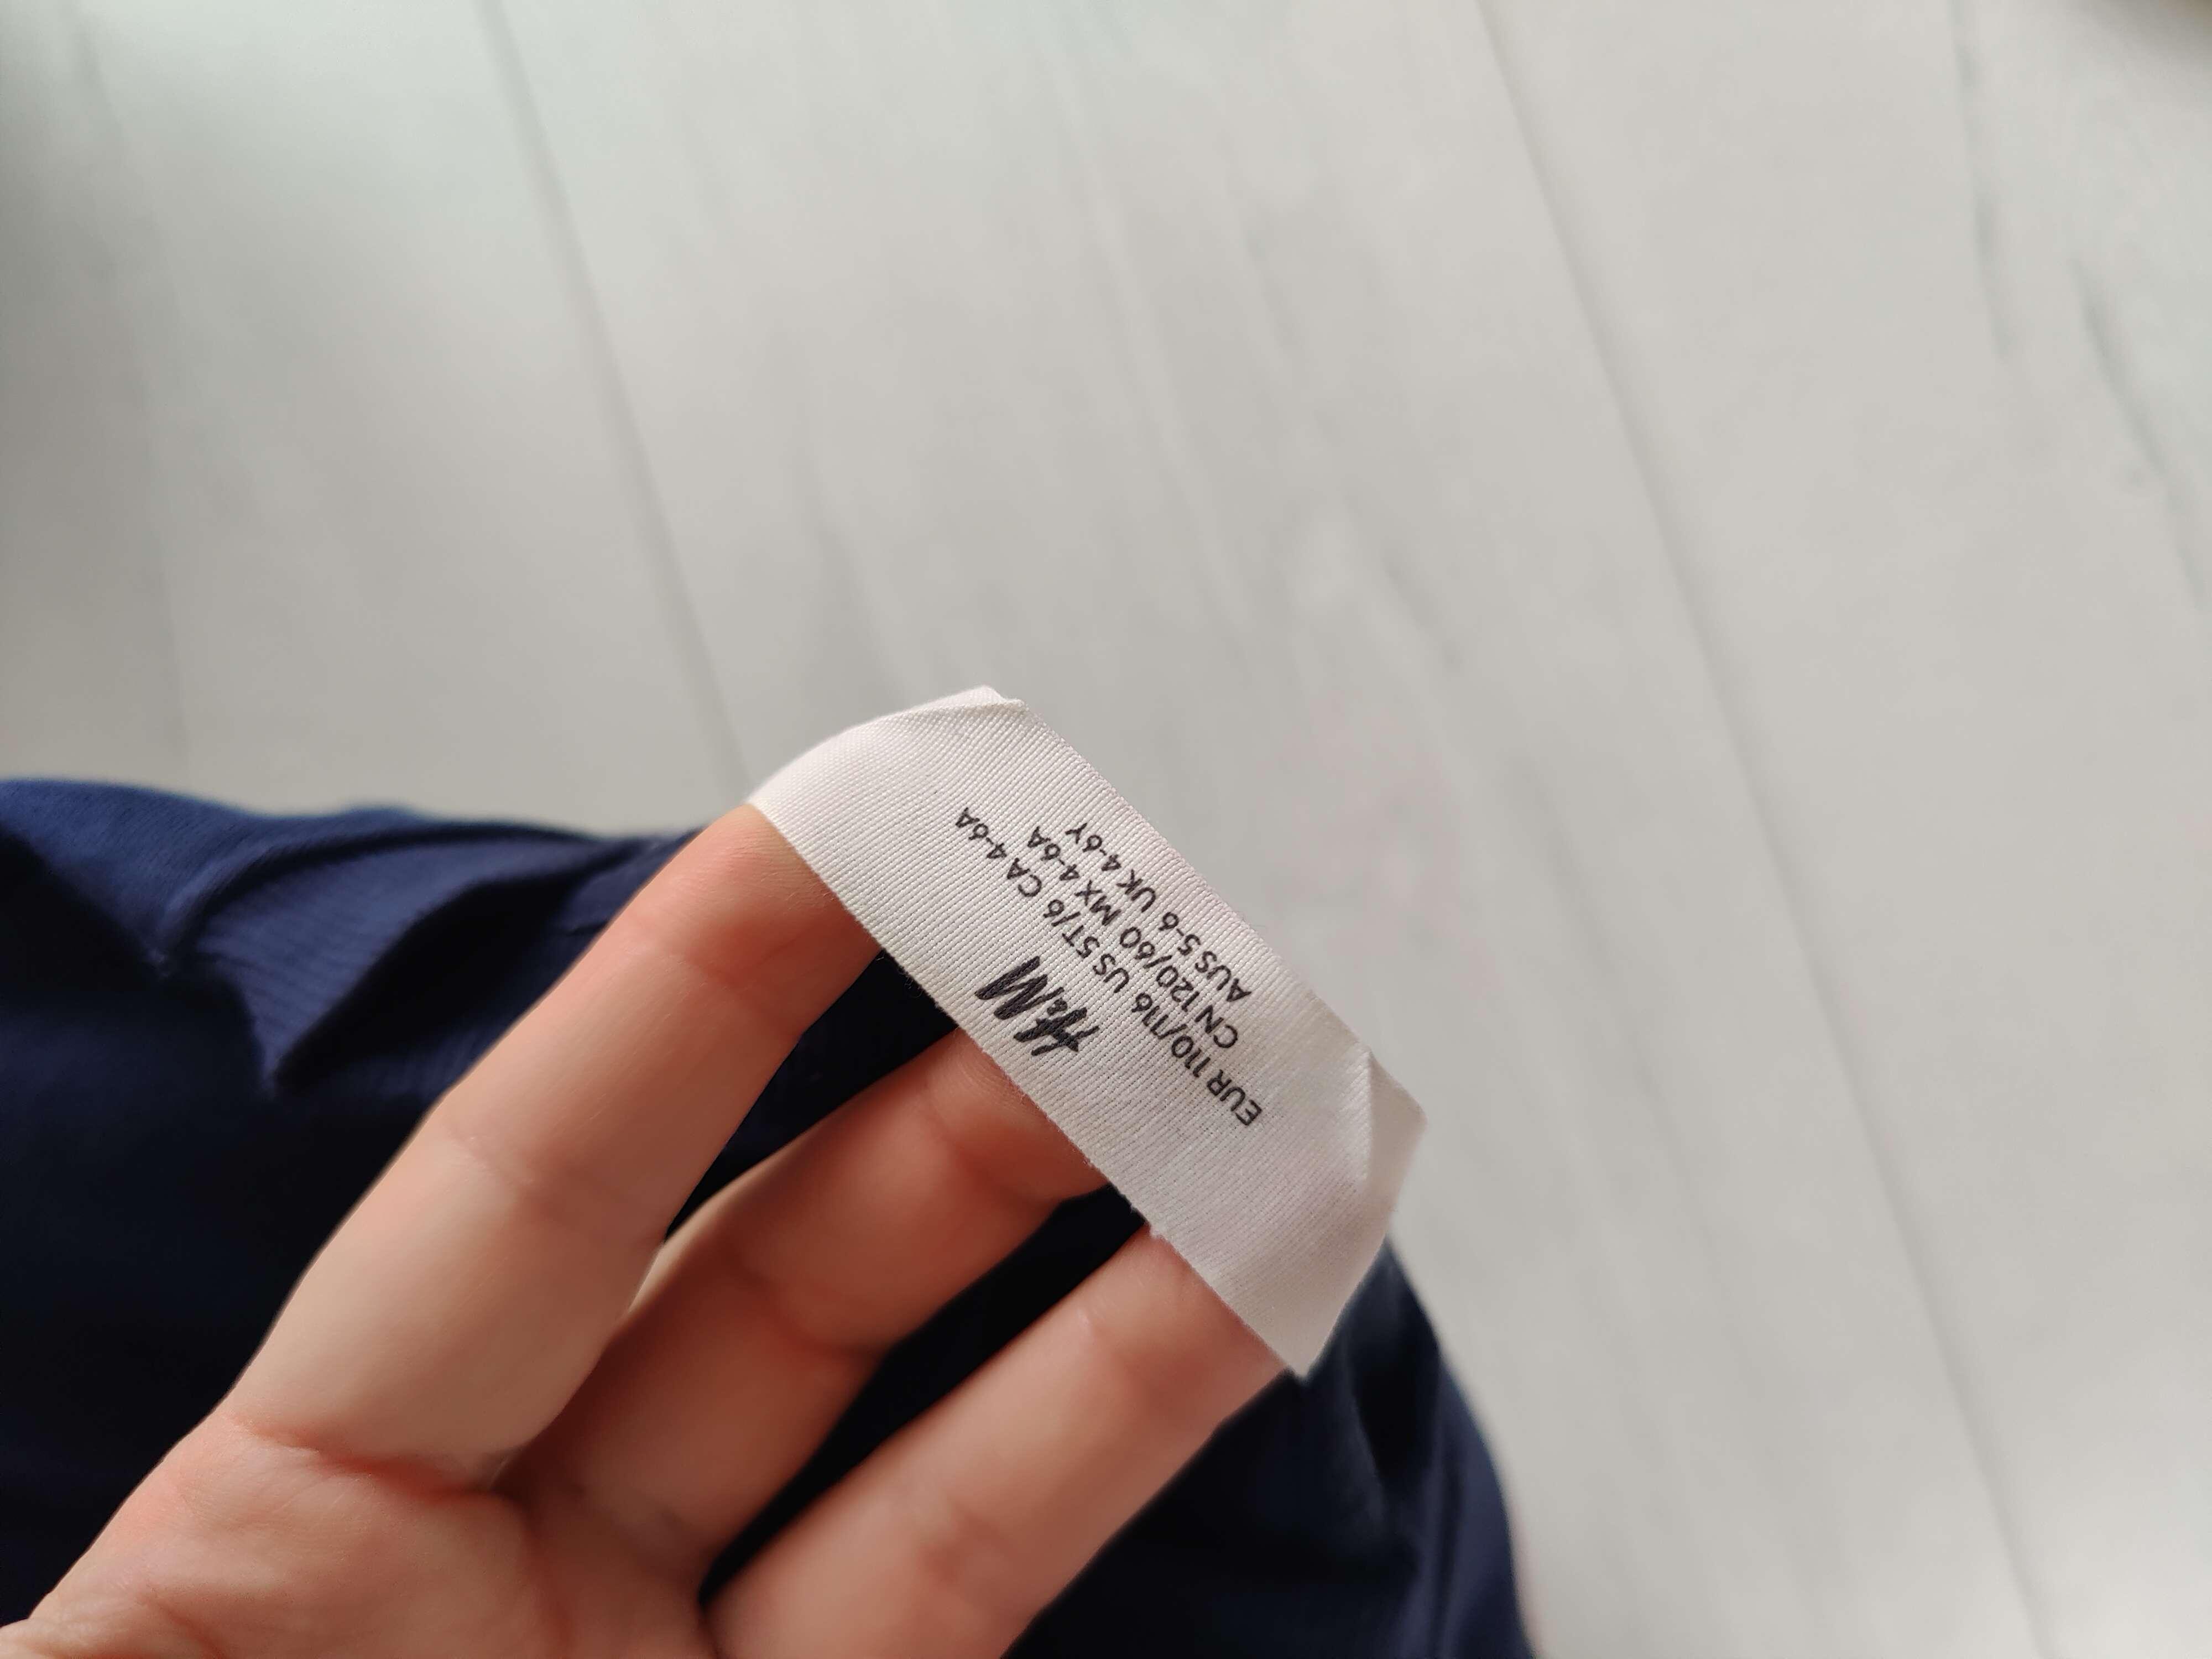 H&M
EUR 110/116 US 5T/6 CA 4-6A
CN 120/60 MX 4-6A
AUS 5-6 UK 4-6Y